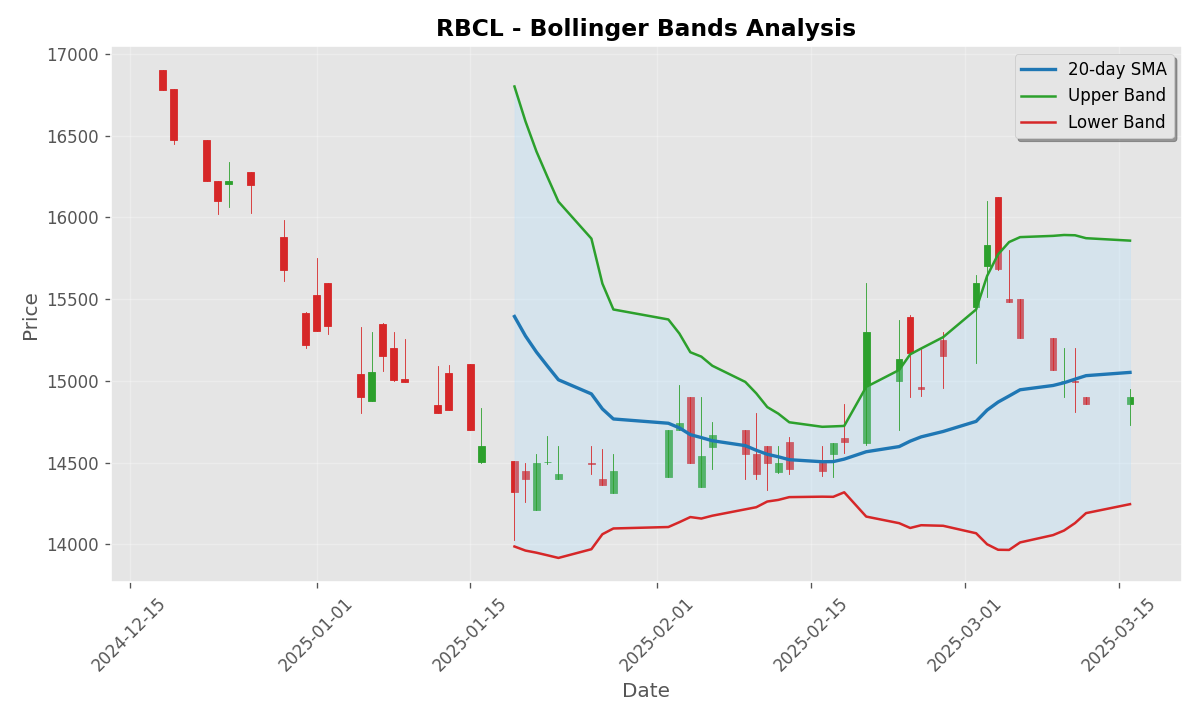 RBCL - Bollinger Bands Analysis
20-day SMA
Upper Band
Lower Band
Price
17000
16500
16000
15500
15000
14500
14000
2024-12-15
2025-01-01
2025-01-15
2025-02-01
2025-02-15
2025-03-01
2025-03-15
Date